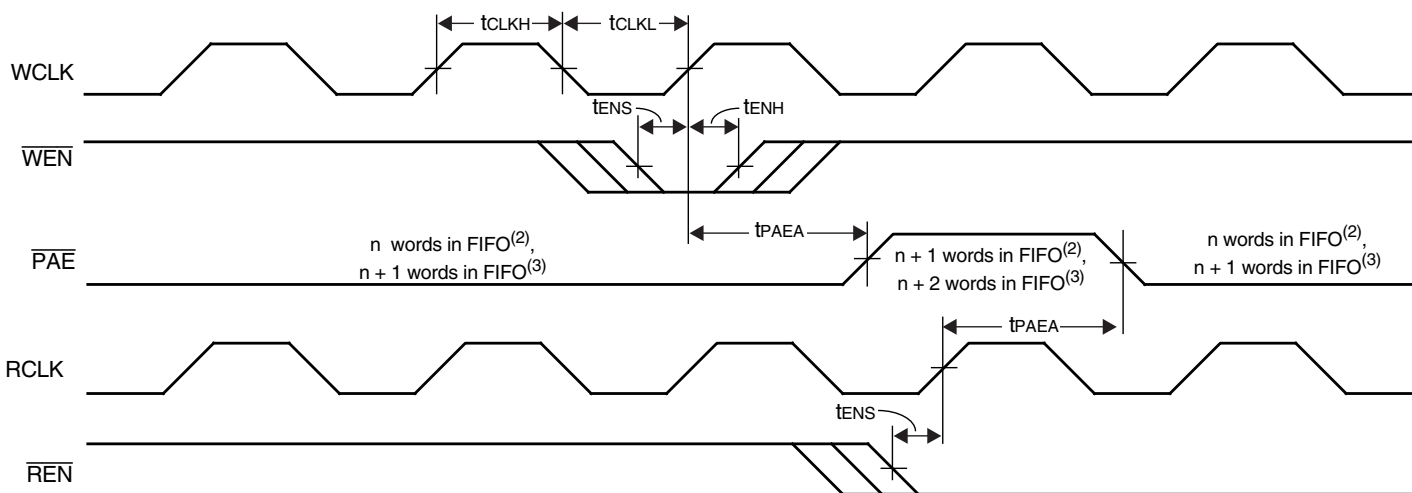 tCLKH
tCLKL
WCLK
tENS
tENH
WEN
tPAEA
PAE
n words in FIFO(2),
n + 1 words in FIFO(3)
n + 1 words in FIFO(2),
n + 2 words in FIFO(3)
n words in FIFO(2),
n + 1 words in FIFO(3)
tPAEA
RCLK
tENS
REN